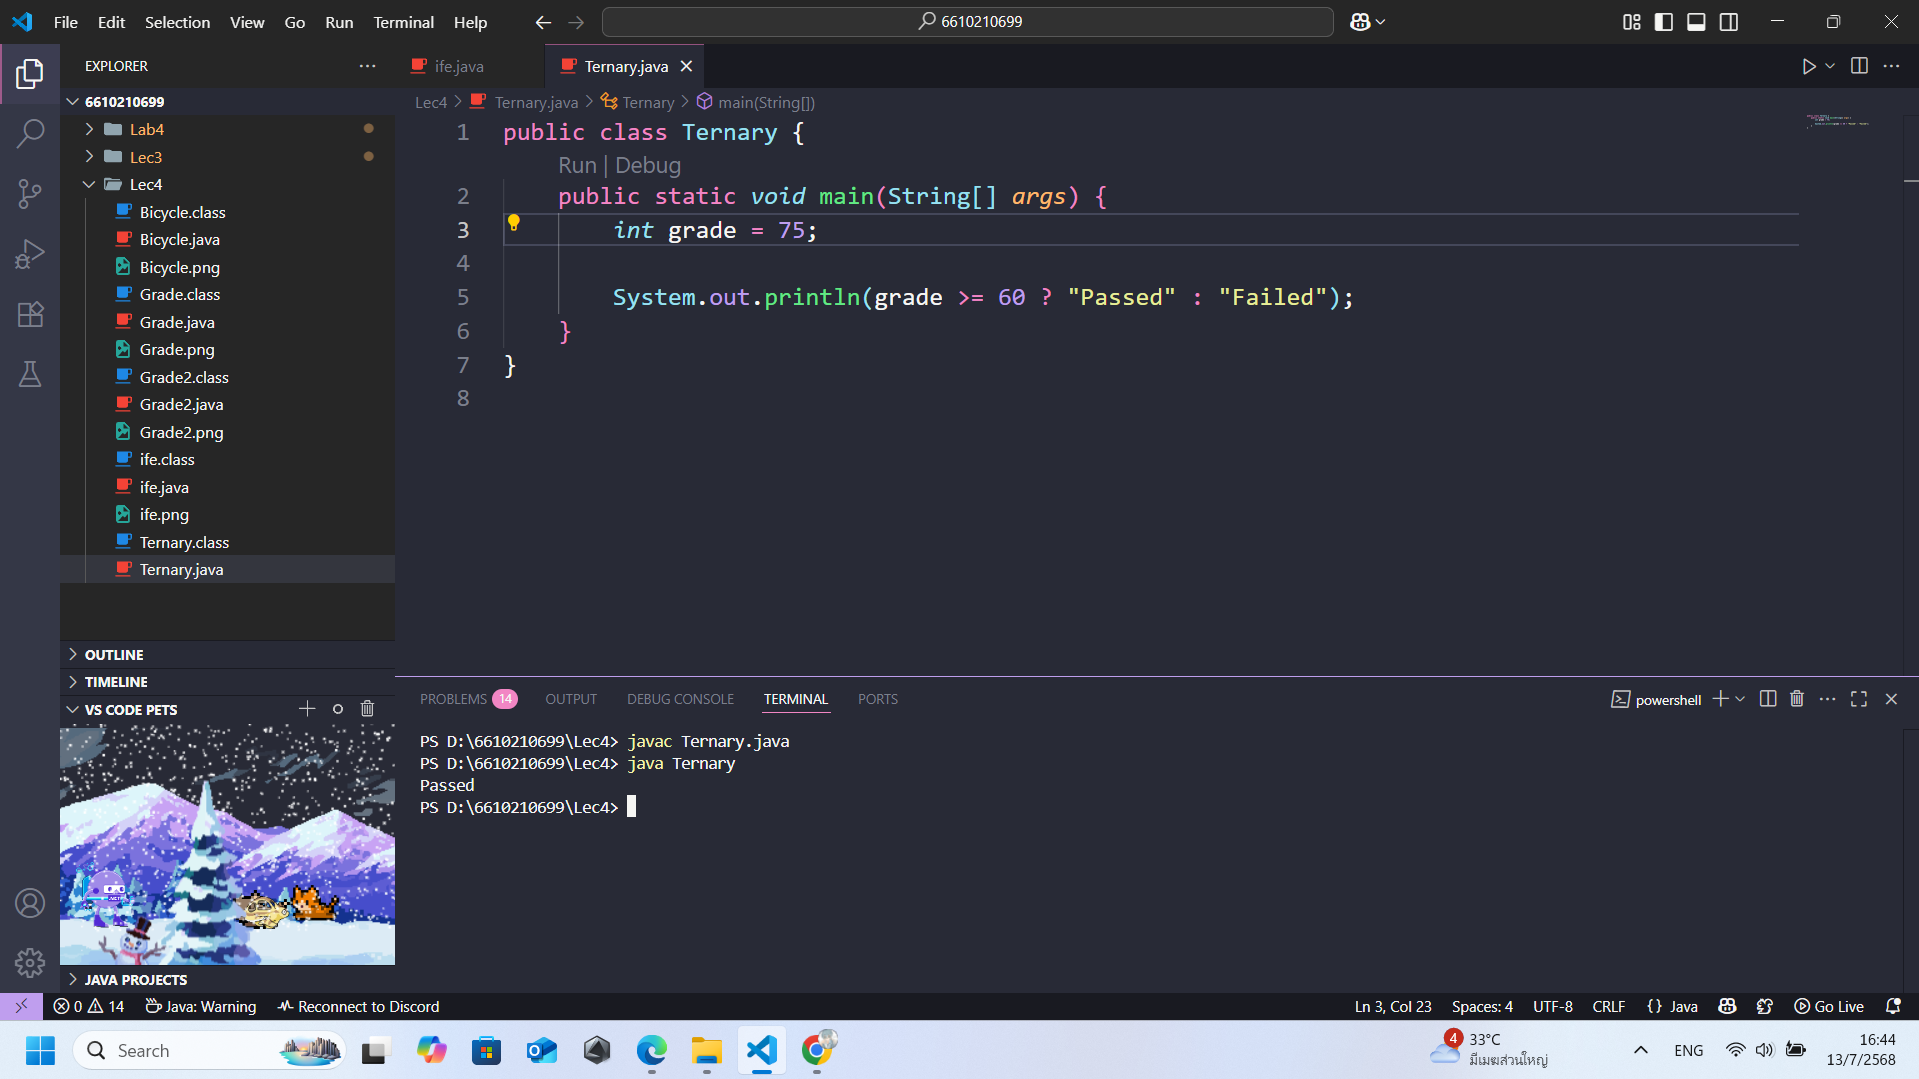 File Edit Selection View Go Run Terminal Help
6610210699
EXPLORER
6610210699
Lab4
Lec3
Lec4
Bicycle.class
Bicycle.java
Bicycle.png
Grade.class
Grade.java
Grade.png
Grade2.class
Grade2.java
Grade2.png
ife.class
ife.java
ife.png
Ternary.class
Ternary.java
OUTLINE
TIMELINE
VS CODE PETS
JAVA PROJECTS
ife.java Ternary.java
Lec4 > Ternary.java > Ternary > main(String[])
1 public class Ternary {
Run | Debug
2 public static void main(String[] args) {
3 int grade = 75;
4
5 System.out.println(grade >= 60 ? "Passed" : "Failed");
6 }
7 }
8
PROBLEMS 14 OUTPUT DEBUG CONSOLE TERMINAL PORTS
powershell
PS D:\6610210699\Lec4> javac Ternary.java
PS D:\6610210699\Lec4> java Ternary
Passed
PS D:\6610210699\Lec4>
0 14 Java: Warning Reconnect to Discord
Ln 3, Col 23 Spaces: 4 UTF-8 CRLF {} Java Go Live
Search
4
33°C
มีเมฆส่วนใหญ่
ENG
16:44
13/7/2568